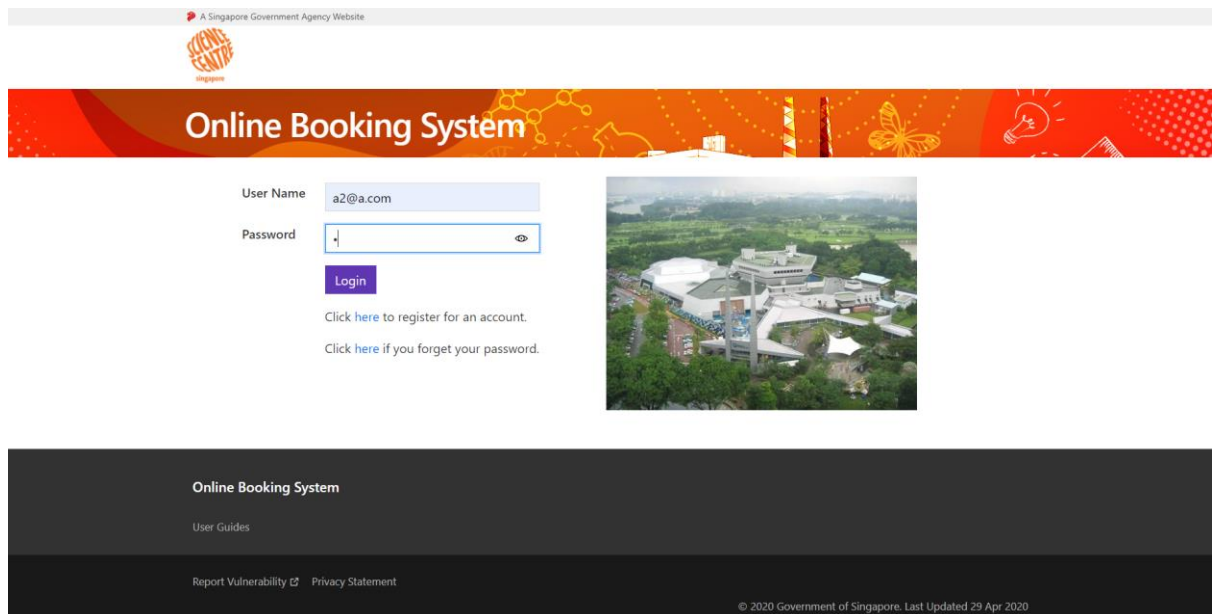 A Singapore Government Agency Website
SCIENCE
CENTRE
singapore
Online Booking System
User Name
a2@a.com
Password
•
Login
Click here to register for an account.
Click here if you forget your password.
Online Booking System
User Guides
Report Vulnerability Privacy Statement
© 2020 Government of Singapore. Last Updated 29 Apr 2020